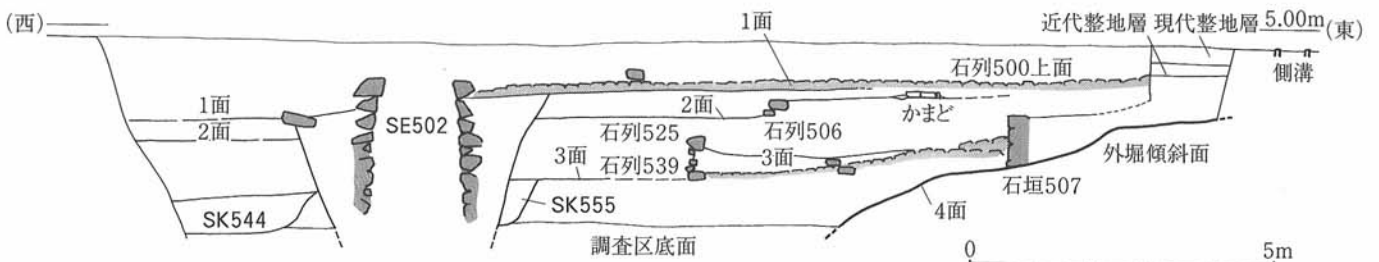 (西)
1面
近代整地層 現代整地層 5.00m (東)
石列500上面
側溝
1面
2面
SE502
2面
かまど
石列525
石列506
外堀傾斜面
石列539
3面
3面
石垣507
SK544
SK555
4面
調査区底面
0 5m